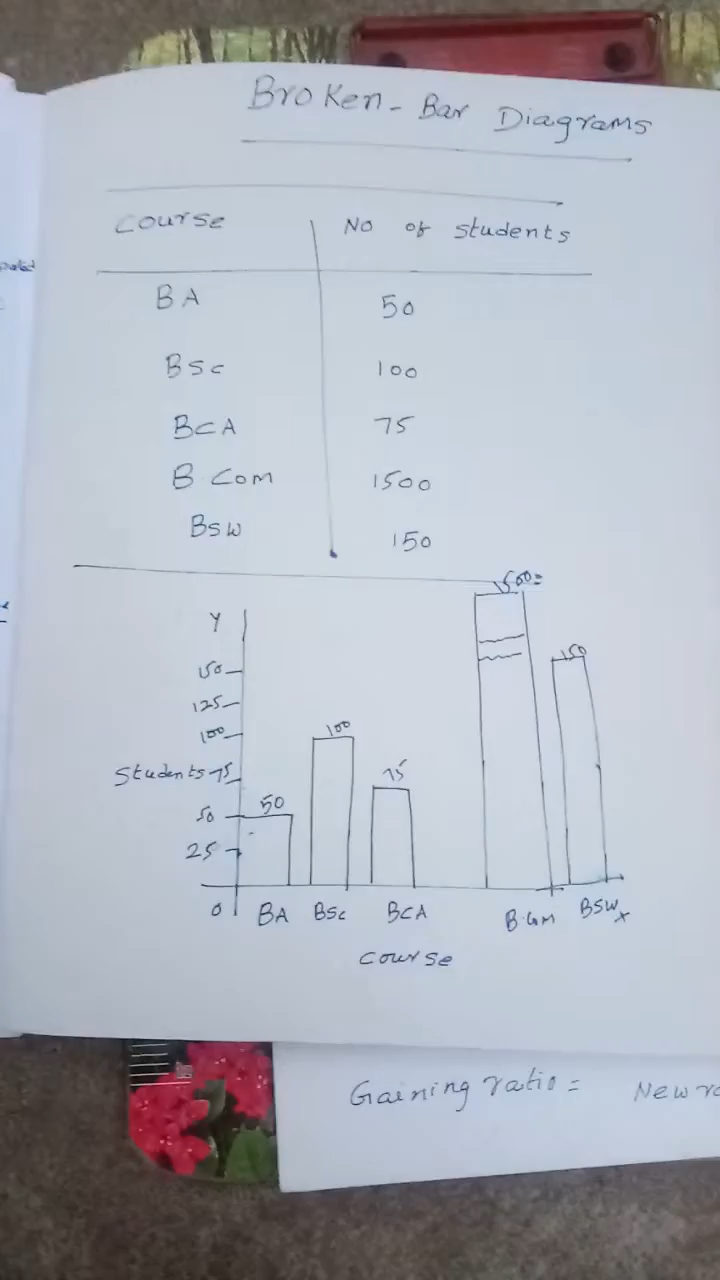 Broken-Bar Diagrams
Course No of students
BA 50
BSc 100
BCA 75
B.Com 1500
BSW 150
Y
1500=
150
150
125
100
100
Students 75
75
50
50
25
0 BA BSc BCA B.Com BSW x
Course
Gaining ratio = New